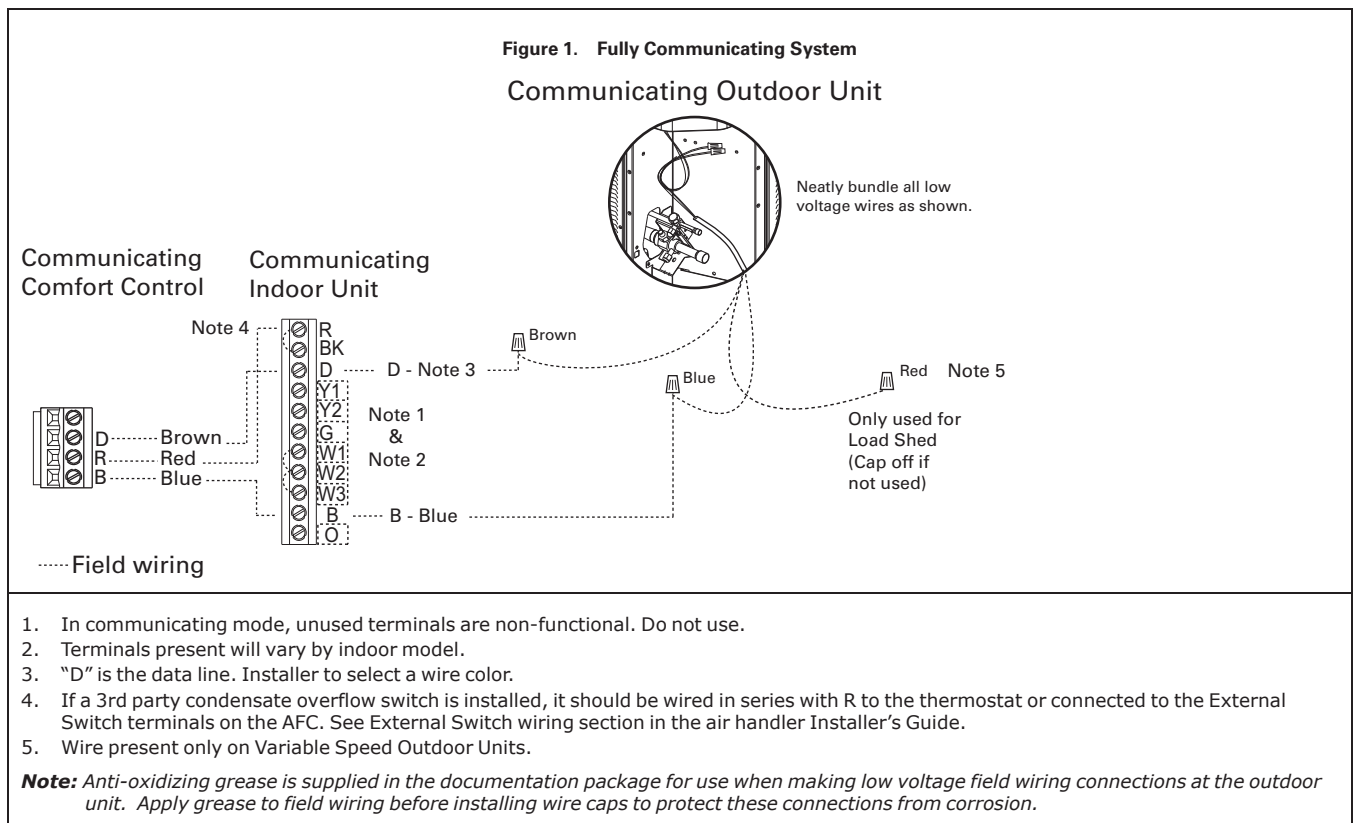 Figure 1. Fully Communicating System
Communicating Outdoor Unit
Neatly bundle all low
voltage wires as shown.
Communicating
Comfort Control
Communicating
Indoor Unit
Note 4
R
BK
D
Y1
Y2
G
W1
W2
W3
B
O
D - Note 3
Brown
Blue
Red Note 5
Note 1
&
Note 2
Only used for
Load Shed
(Cap off if
not used)
D Brown
R Red
B Blue
B - Blue
Field wiring
1. In communicating mode, unused terminals are non-functional. Do not use.
2. Terminals present will vary by indoor model.
3. "D" is the data line. Installer to select a wire color.
4. If a 3rd party condensate overflow switch is installed, it should be wired in series with R to the thermostat or connected to the External
Switch terminals on the AFC. See External Switch wiring section in the air handler Installer's Guide.
5. Wire present only on Variable Speed Outdoor Units.
Note: Anti-oxidizing grease is supplied in the documentation package for use when making low voltage field wiring connections at the outdoor
unit. Apply grease to field wiring before installing wire caps to protect these connections from corrosion.